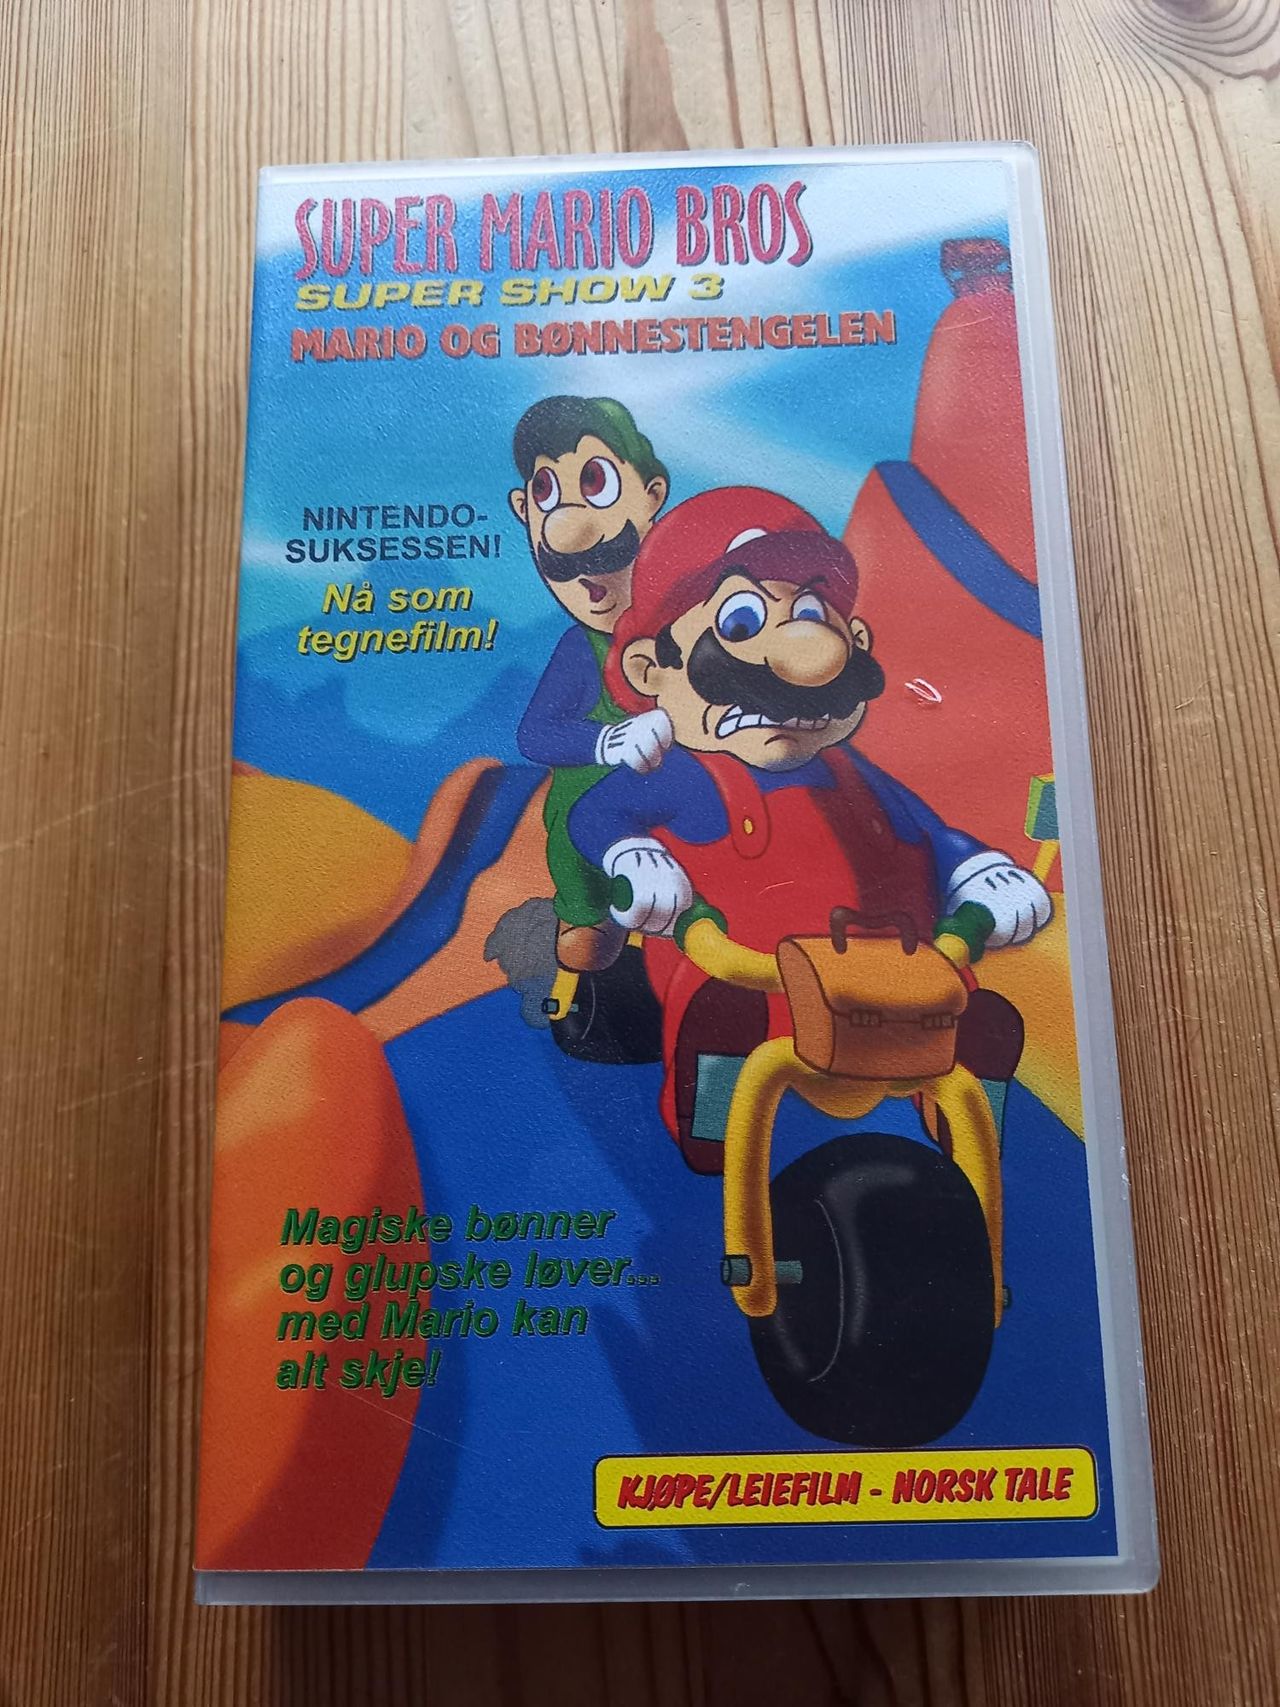 SUPER MARIO BROS
SUPER SHOW 3
MARIO OG BØNNESTENGELEN
NINTENDO-
SUKSESSEN!
Nå som
tegnefilm!
Magiske bønner
og glupske løver...
med Mario kan
alt skje!
KJØPE/LEIEFILM - NORSK TALE